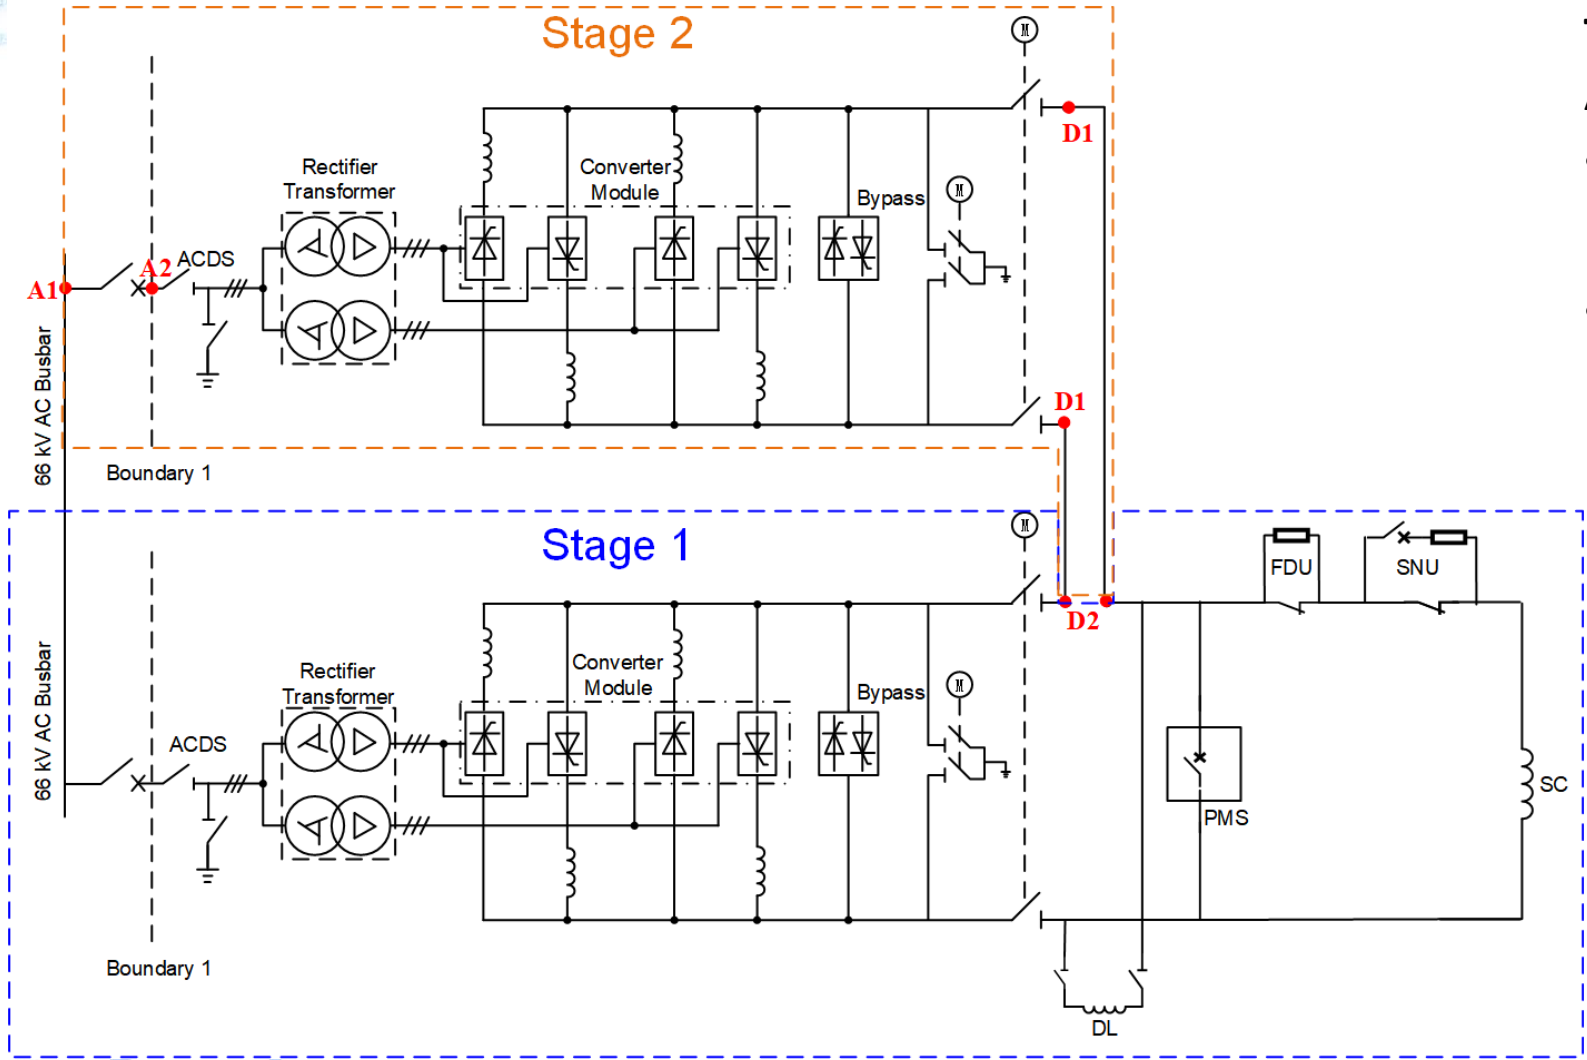 Stage 2
M
D1
Rectifier
Transformer
Converter
Module
Bypass
M
A1
A2
ACDS
66 kV AC Busbar
D1
Boundary 1
Stage 1
M
D2
FDU
SNU
66 kV AC Busbar
Rectifier
Transformer
Converter
Module
Bypass
M
ACDS
PMS
SC
Boundary 1
DL